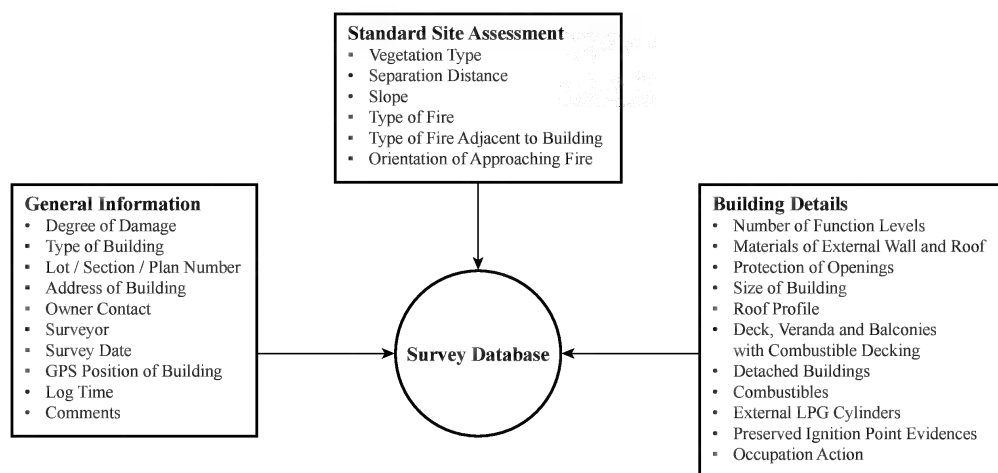 Standard Site Assessment
▪ Vegetation Type
• Separation Distance
• Slope
▪ Type of Fire
▪ Type of Fire Adjacent to Building
▪ Orientation of Approaching Fire
General Information
• Degree of Damage
▪ Type of Building
▪ Lot / Section / Plan Number
▪ Address of Building
• Owner Contact
▪ Surveyor
▪ Survey Date
▪ GPS Position of Building
• Log Time
• Comments
Survey Database
Building Details
• Number of Function Levels
▪ Materials of External Wall and Roof
• Protection of Openings
▪ Size of Building
▪ Roof Profile
▪ Deck, Veranda and Balconies
with Combustible Decking
• Detached Buildings
• Combustibles
• External LPG Cylinders
• Preserved Ignition Point Evidences
▪ Occupation Action